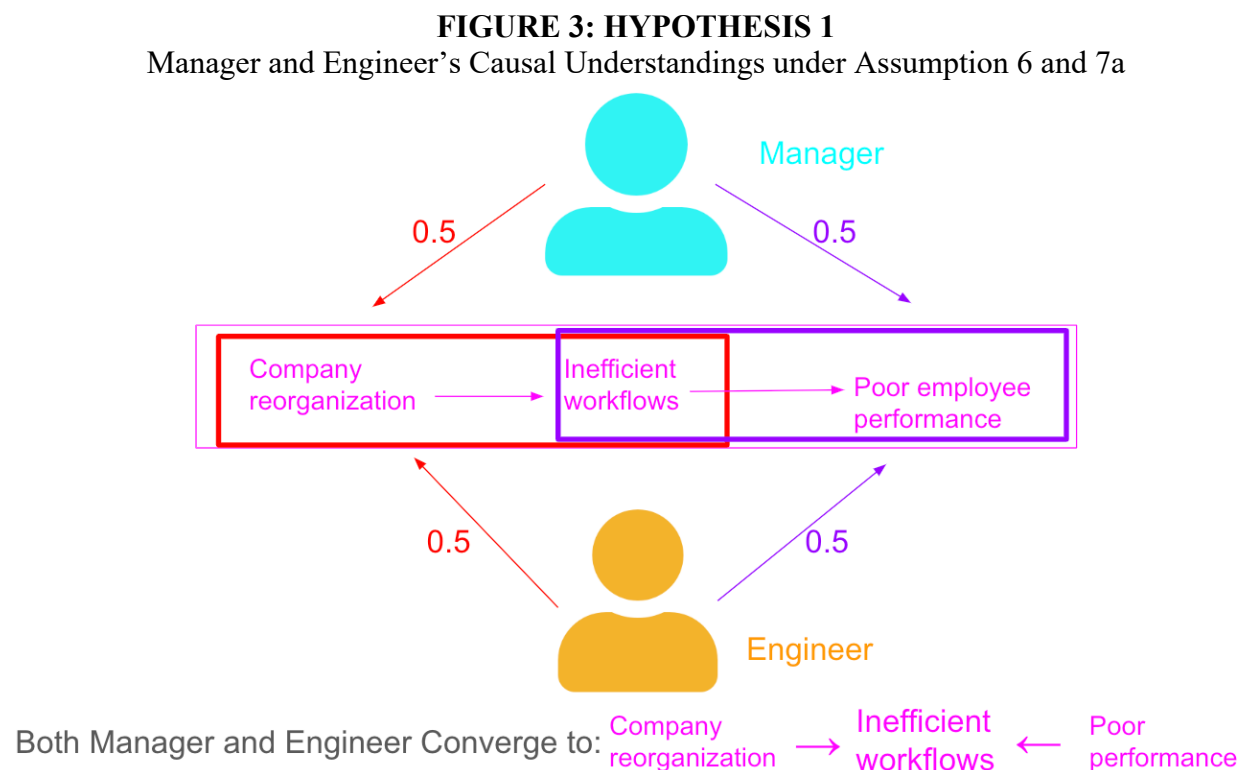 FIGURE 3: HYPOTHESIS 1
Manager and Engineer's Causal Understandings under Assumption 6 and 7a
Manager
0.5
0.5
Company
reorganization
Inefficient
workflows
Poor employee
performance
0.5
0.5
Engineer
Both Manager and Engineer Converge to:
Company
reorganization
Inefficient
workflows
Poor
performance